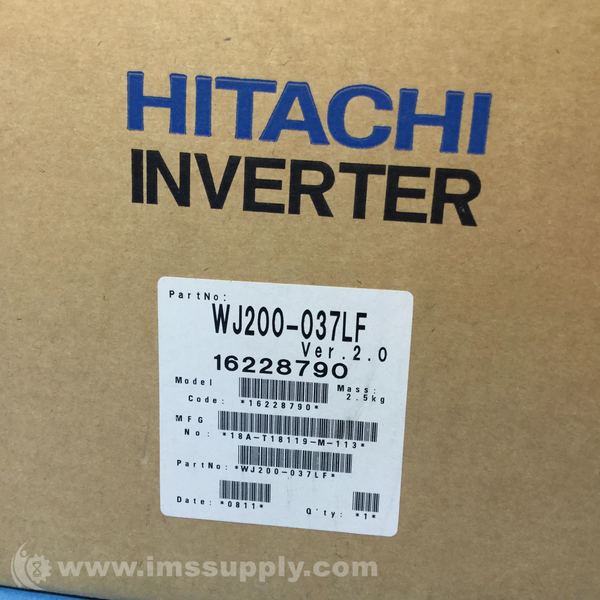 HITACHI
INVERTER
PartNo:
WJ200-037LF
Ver.2.0
16228790
Model Mass:
Code: *16228790* 2.5kg
MFG
No: *18A-T18119-M-113*
PartNo: *WJ200-037LF*
Date: *0811* Q'ty: *1*
www.imssupply.com